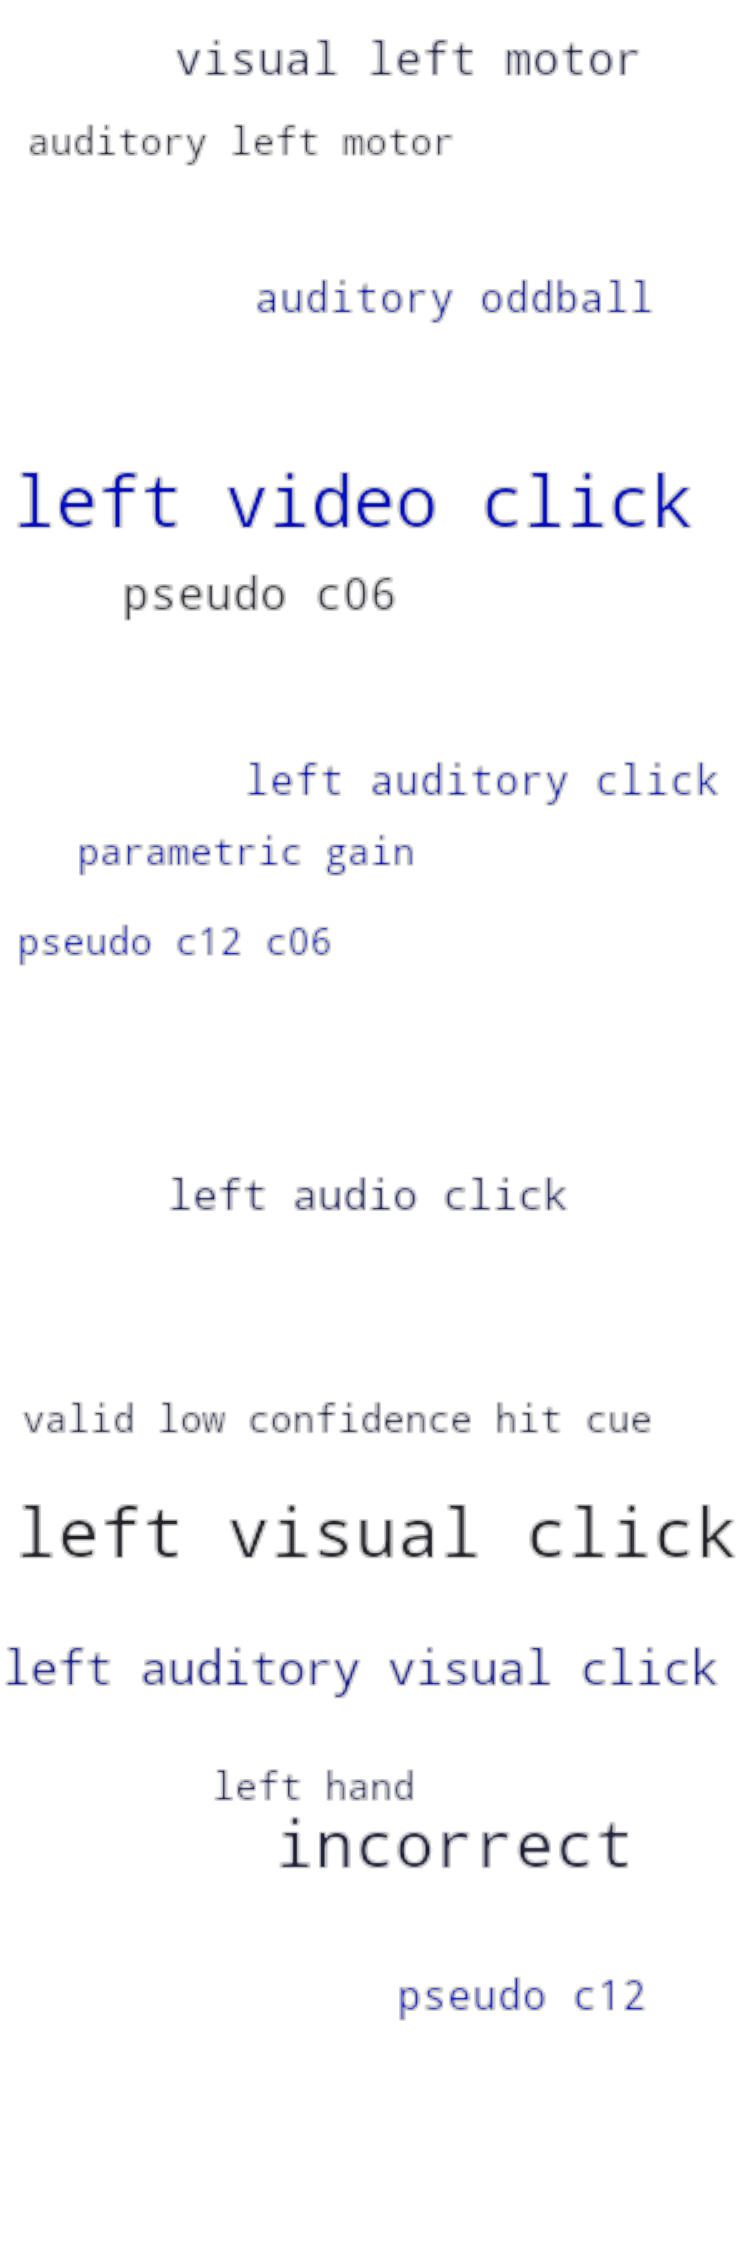 visual left motor
auditory left motor
auditory oddball
left video click
pseudo c06
left auditory click
parametric gain
pseudo c12 c06
left audio click
valid low confidence hit cue
left visual click
left auditory visual click
left hand
incorrect
pseudo c12